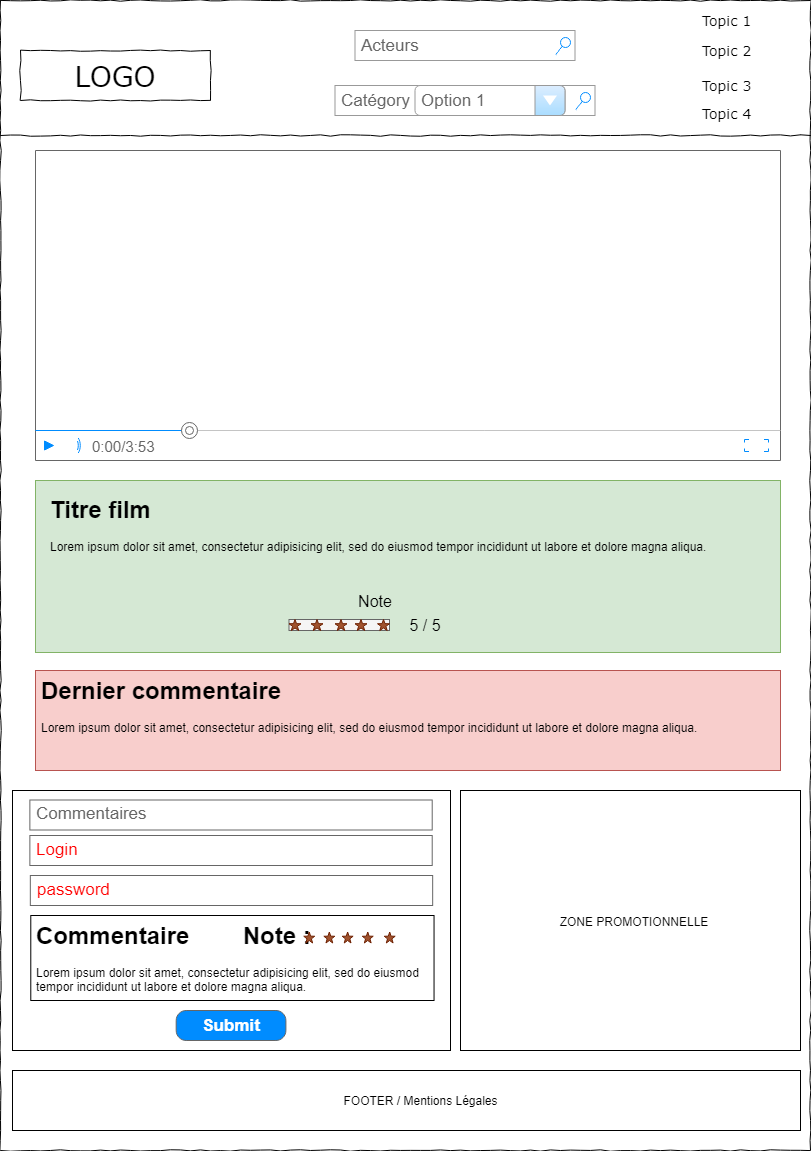 LOGO
Acteurs
Catégory Option 1
Topic 1
Topic 2
Topic 3
Topic 4
0:00/3:53
Titre film
Lorem ipsum dolor sit amet, consectetur adipisicing elit, sed do eiusmod tempor incididunt ut labore et dolore magna aliqua.
Note
5 / 5
Dernier commentaire
Lorem ipsum dolor sit amet, consectetur adipisicing elit, sed do eiusmod tempor incididunt ut labore et dolore magna aliqua.
Commentaires
Login
password
Commentaire Note :
Lorem ipsum dolor sit amet, consectetur adipisicing elit, sed do eiusmod
tempor incididunt ut labore et dolore magna aliqua.
Submit
ZONE PROMOTIONNELLE
FOOTER / Mentions Légales